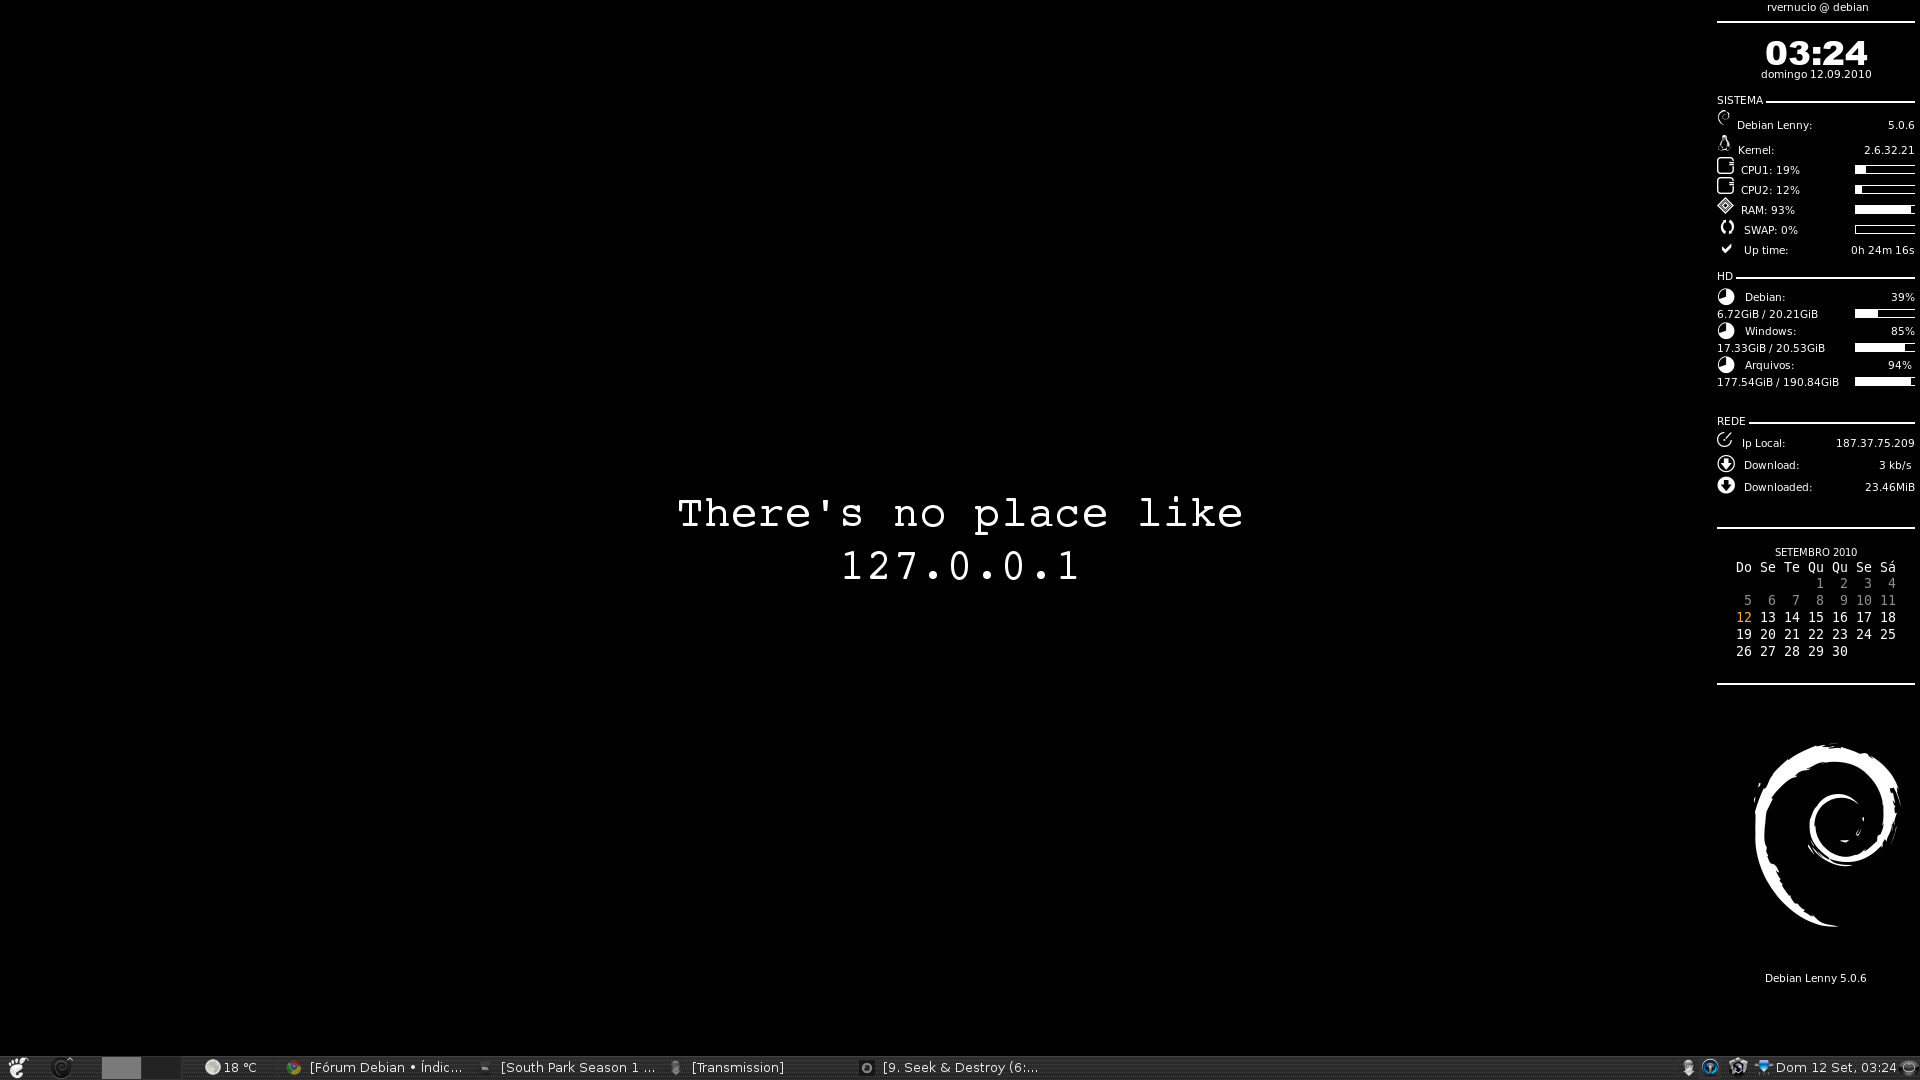 rvernucio @ debian
03:24
domingo 12.09.2010
SISTEMA
Debian Lenny: 5.0.6
Kernel: 2.6.32.21
CPU1: 19%
CPU2: 12%
RAM: 93%
SWAP: 0%
Up time: 0h 24m 16s
HD
Debian: 39%
6.72GiB / 20.21GiB
Windows: 85%
17.33GiB / 20.53GiB
Arquivos: 94%
177.54GiB / 190.84GiB
REDE
Ip Local: 187.37.75.209
Download: 3 kb/s
Downloaded: 23.46MiB
There's no place like
127.0.0.1
SETEMBRO 2010
Do Se Te Qu Qu Se Sá
1 2 3 4
5 6 7 8 9 10 11
12 13 14 15 16 17 18
19 20 21 22 23 24 25
26 27 28 29 30
Debian Lenny 5.0.6
18 °C [Fórum Debian • Índic... [South Park Season 1 ... [Transmission] [9. Seek & Destroy (6:... Dom 12 Set, 03:24